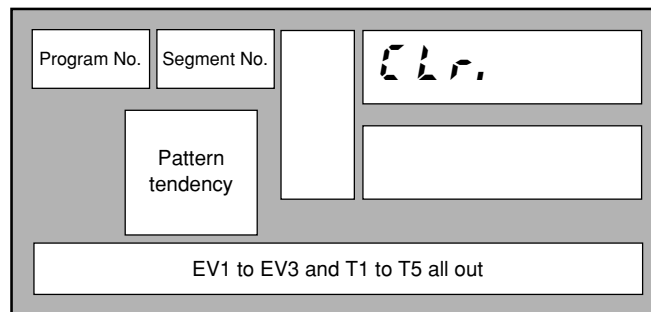 Program No. Segment No. CLr.
Pattern
tendency
EV1 to EV3 and T1 to T5 all out